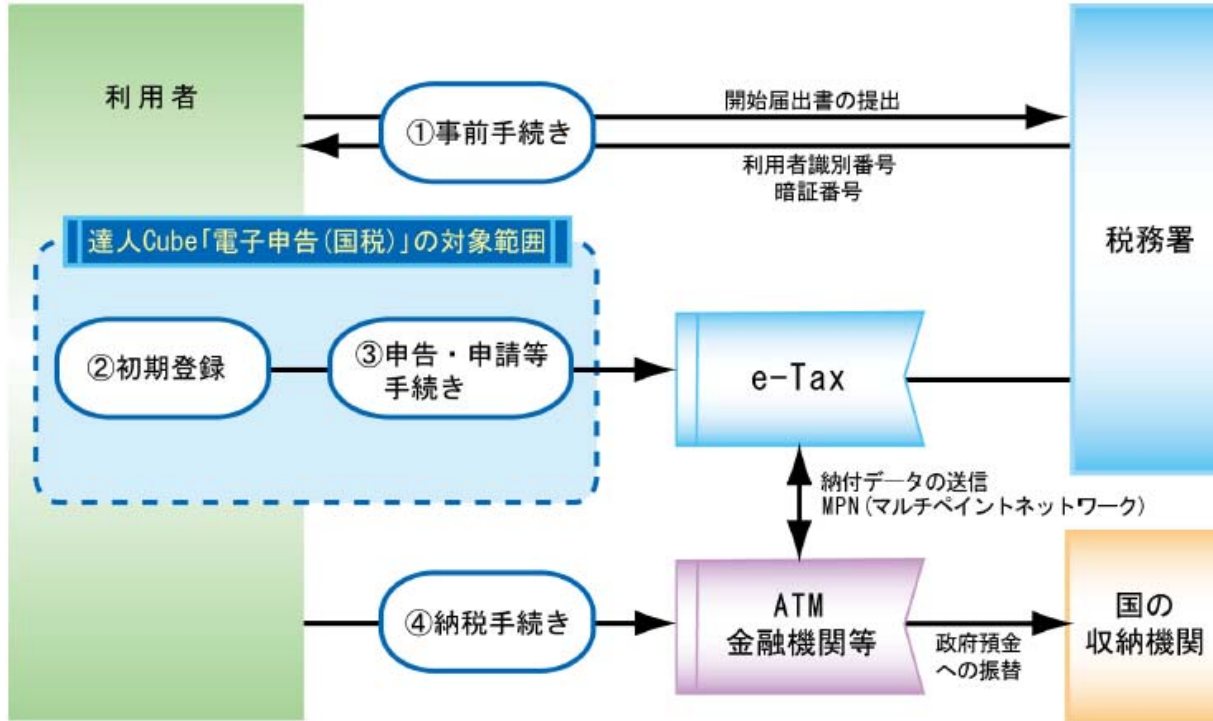 利用者
①事前手続き
開始届出書の提出
利用者識別番号
暗証番号
税務署
達人Cube「電子申告(国税)」の対象範囲
②初期登録
③申告・申請等
手続き
e-Tax
納付データの送信
MPN(マルチペイントネットワーク)
④納税手続き
ATM
金融機関等
政府預金
への振替
国の
収納機関